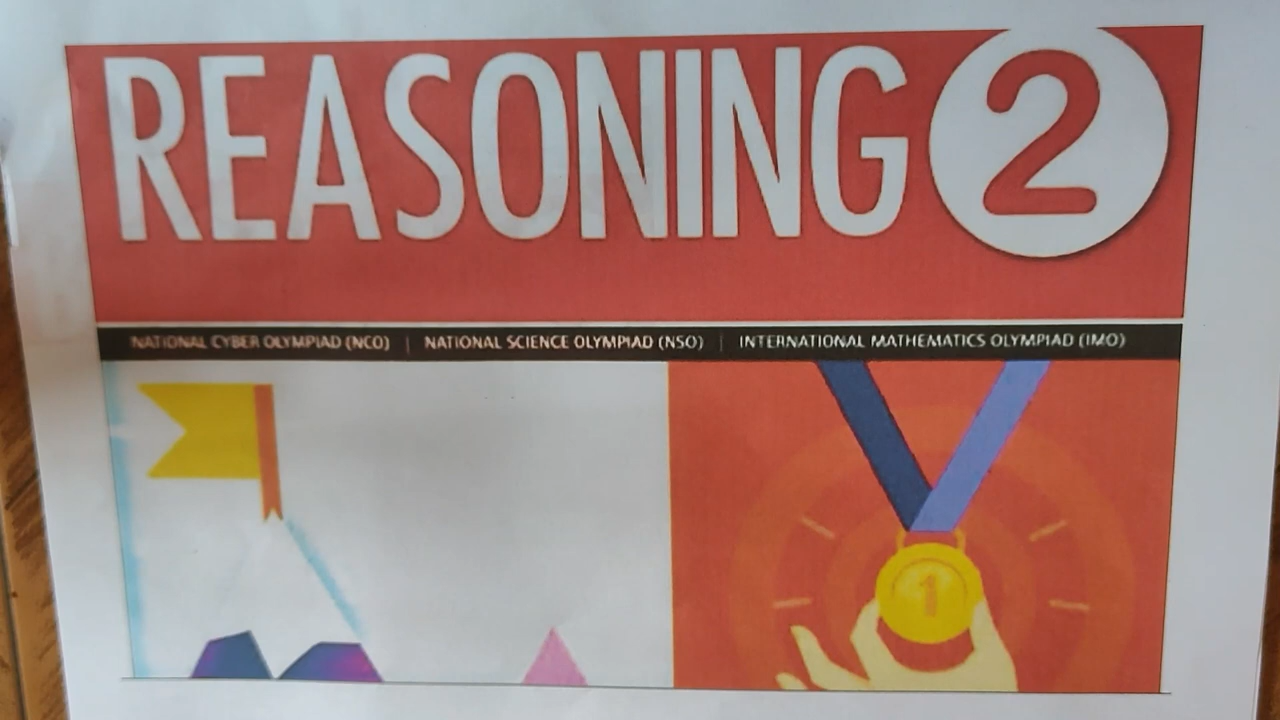 REASONING 2
NATIONAL CYBER OLYMPIAD (NCO) | NATIONAL SCIENCE OLYMPIAD (NSO) | INTERNATIONAL MATHEMATICS OLYMPIAD (IMO)
1